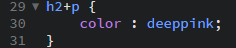 29 ▼ h2+p {
30 color : deeppink;
31 }